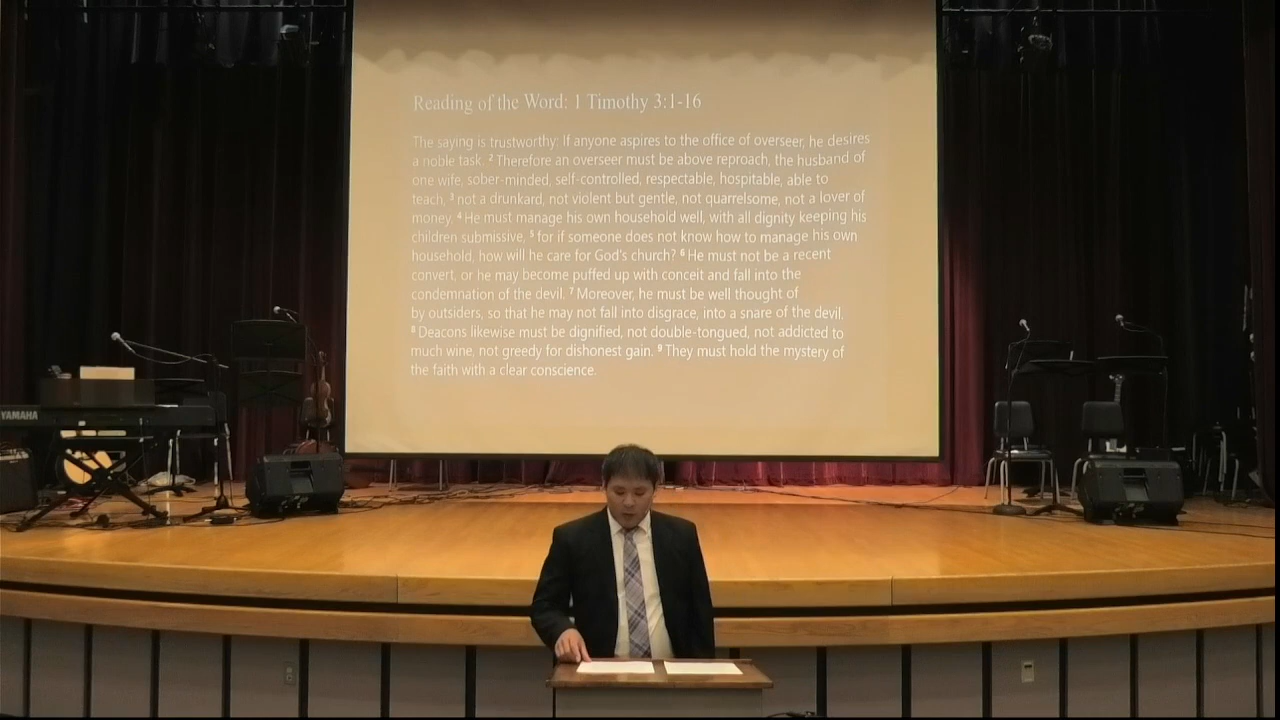 Reading of the Word: 1 Timothy 3:1-16
The saying is trustworthy: If anyone aspires to the office of overseer, he desires
a noble task. 2 Therefore an overseer must be above reproach, the husband of
one wife, sober-minded, self-controlled, respectable, hospitable, able to
teach, 3 not a drunkard, not violent but gentle, not quarrelsome, not a lover of
money. 4 He must manage his own household well, with all dignity keeping his
children submissive, 5 for if someone does not know how to manage his own
household, how will he care for God's church? 6 He must not be a recent
convert, or he may become puffed up with conceit and fall into the
condemnation of the devil. 7 Moreover, he must be well thought of
by outsiders, so that he may not fall into disgrace, into a snare of the devil.
8 Deacons likewise must be dignified, not double-tongued, not addicted to
much wine, not greedy for dishonest gain. 9 They must hold the mystery of
the faith with a clear conscience.
YAMAHA